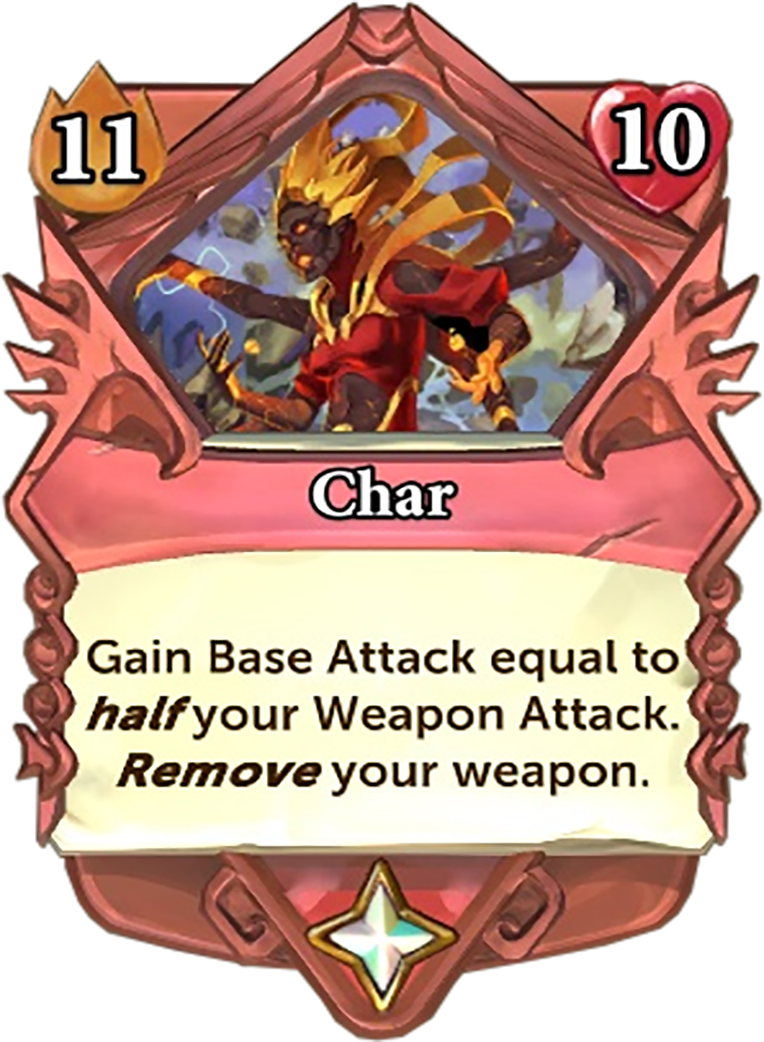 11
10
Char
Gain Base Attack equal to
half your Weapon Attack.
Remove your weapon.